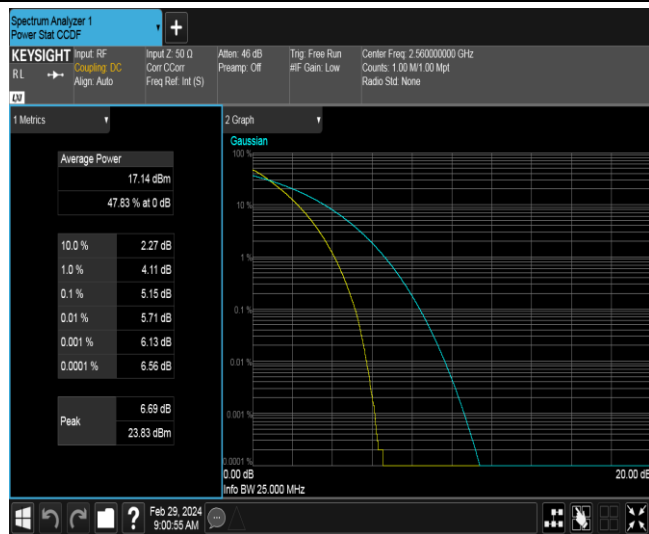 Spectrum Analyzer 1
Power Stat CCDF
+
KEYSIGHT
RL
LXI
Input: RF
Coupling: DC
Align: Auto
Input Z: 50 Ω
Corr CCorr
Freq Ref: Int (S)
Atten: 46 dB
Preamp: Off
Trig: Free Run
#IF Gain: Low
Center Freq: 2.560000000 GHz
Counts: 1.00 M/1.00 Mpt
Radio Std: None
1 Metrics
Average Power
17.14 dBm
47.83 % at 0 dB
10.0 % 2.27 dB
1.0 % 4.11 dB
0.1 % 5.15 dB
0.01 % 5.71 dB
0.001 % 6.13 dB
0.0001 % 6.56 dB
Peak
6.69 dB
23.83 dBm
2 Graph
Gaussian
100 %
10 %
1 %
0.1 %
0.01 %
0.001 %
0.0001 %
0.00 dB 20.00 dB
Info BW 25.000 MHz
?
Feb 29, 2024
9:00:55 AM